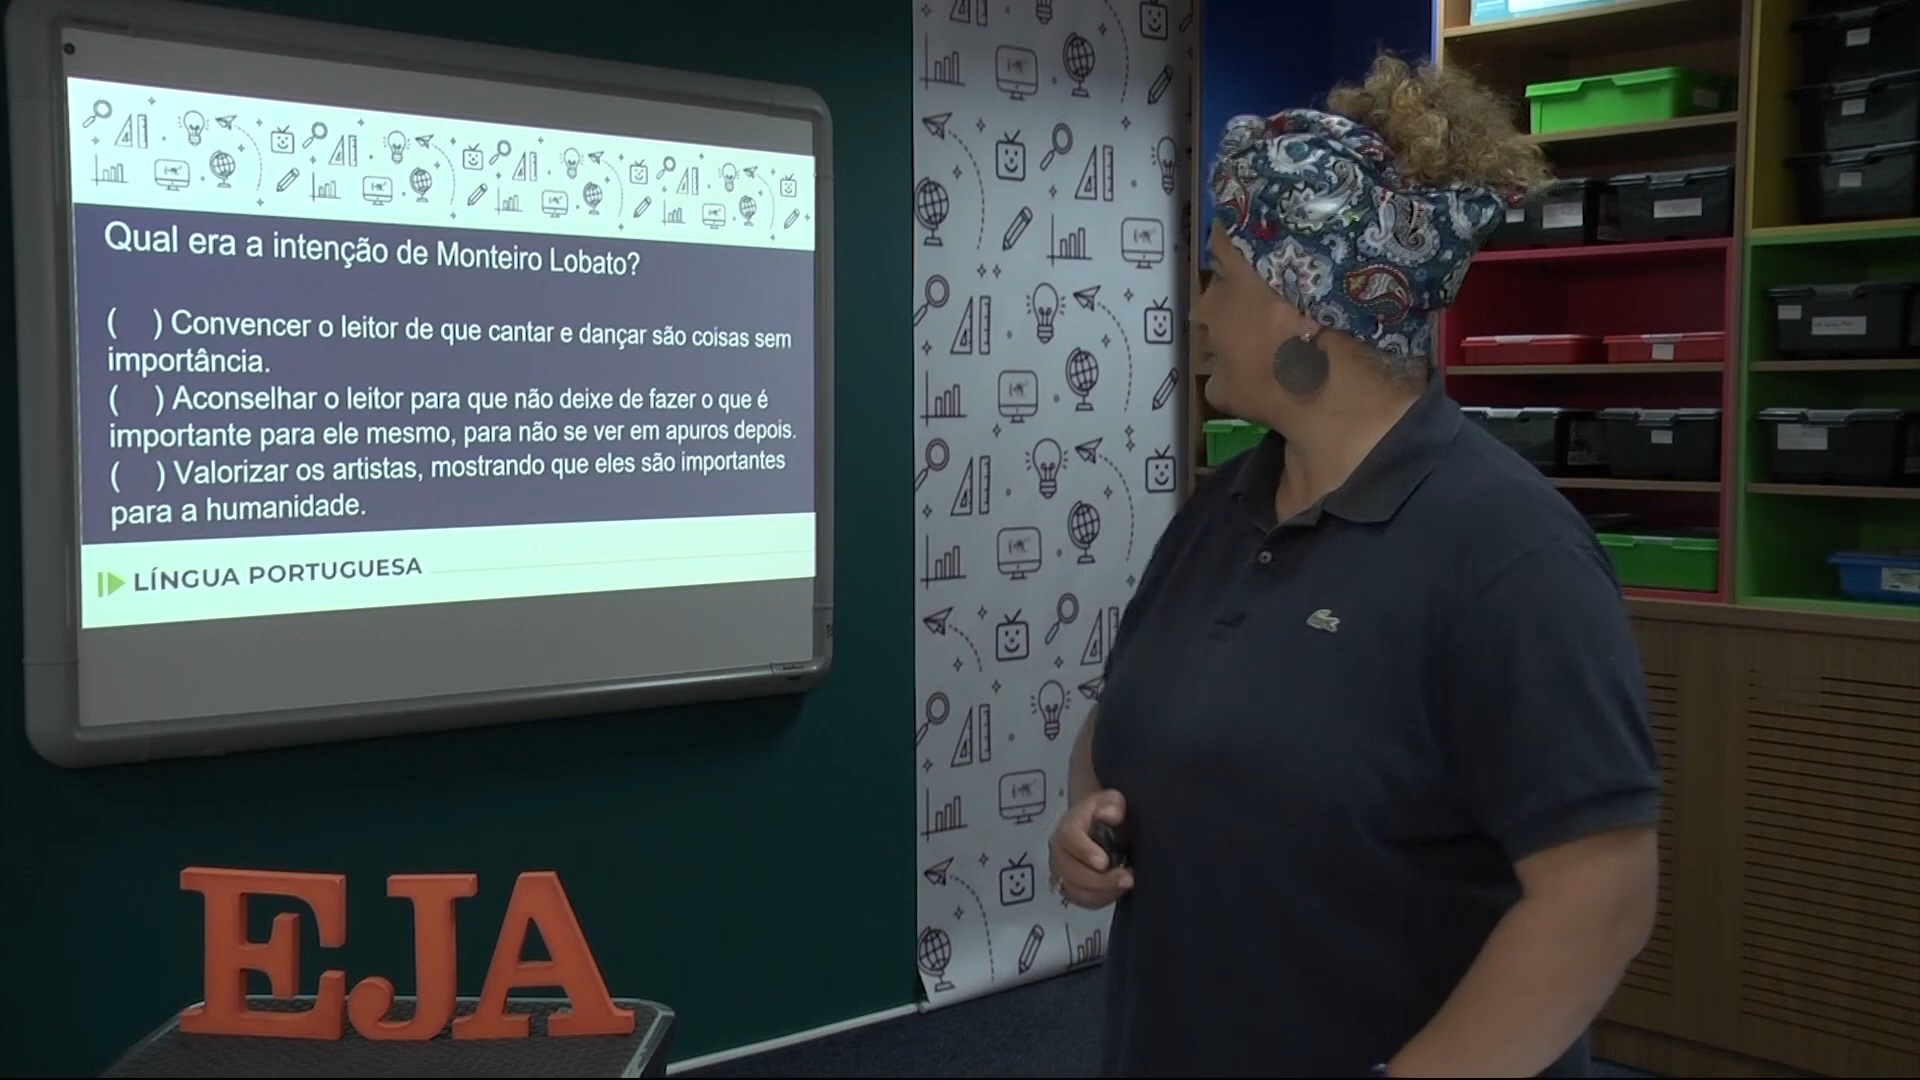 Qual era a intenção de Monteiro Lobato?
(   ) Convencer o leitor de que cantar e dançar são coisas sem
importância.
(   ) Aconselhar o leitor para que não deixe de fazer o que é
importante para ele mesmo, para não se ver em apuros depois.
(   ) Valorizar os artistas, mostrando que eles são importantes
para a humanidade.
LÍNGUA PORTUGUESA
EJA